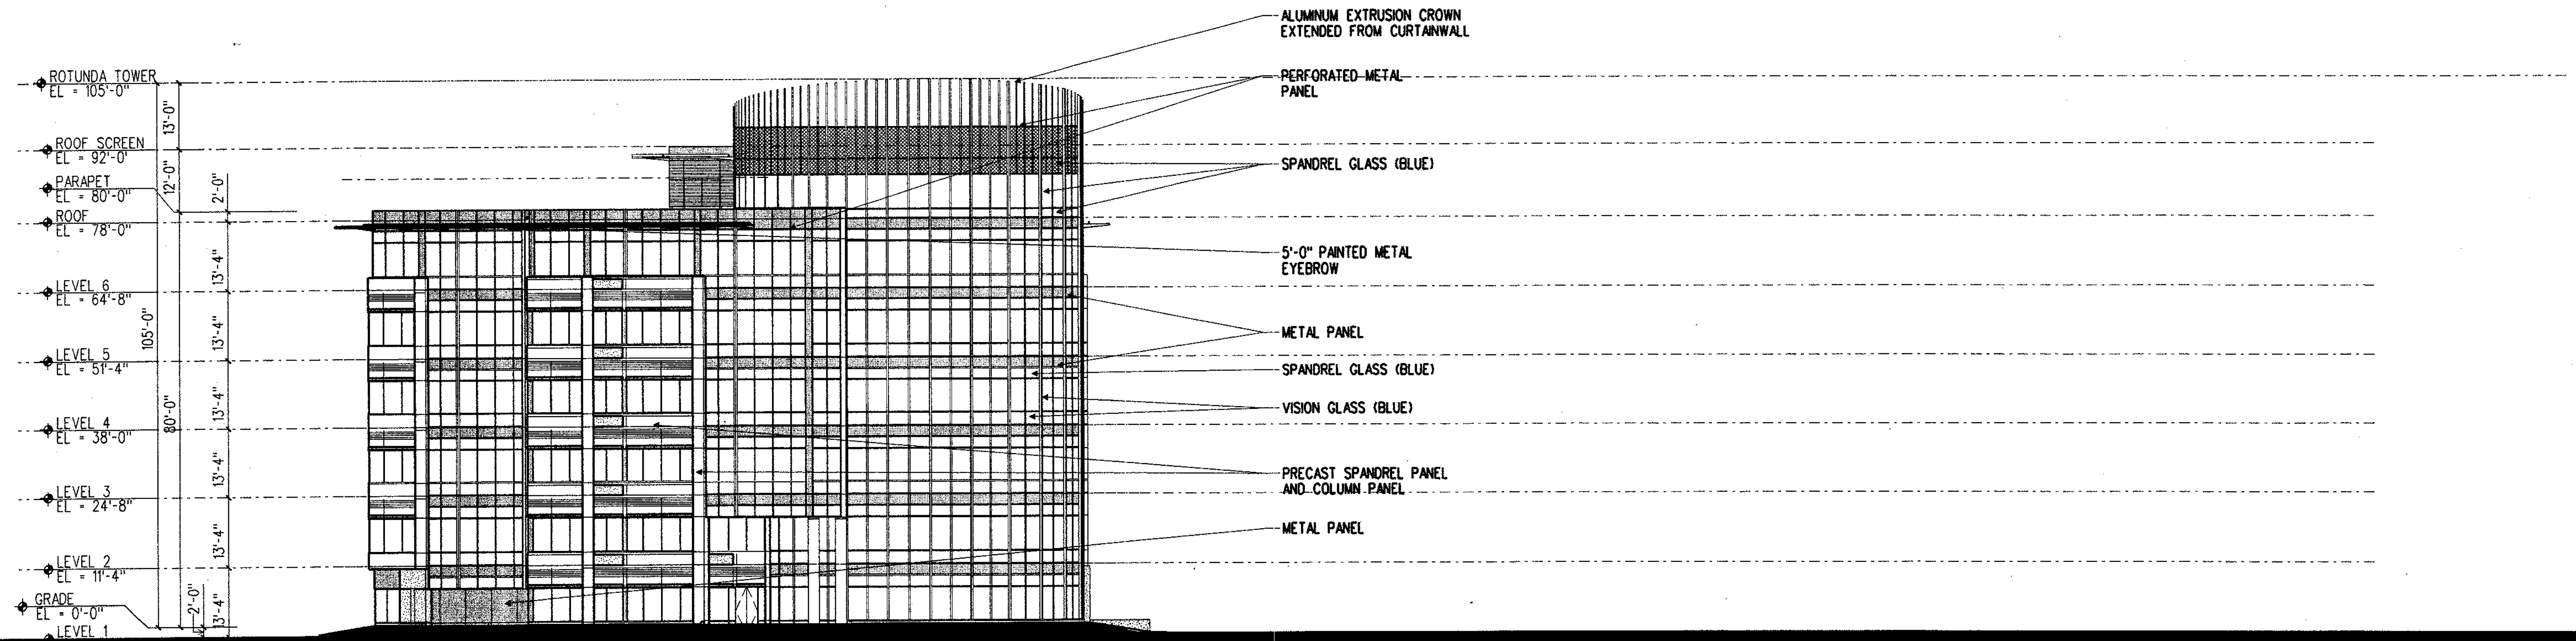 ALUMINUM EXTRUSION CROWN
EXTENDED FROM CURTAINWALL
ROTUNDA TOWER
EL = 105'-0"
PERFORATED METAL
PANEL
13'-0"
ROOF SCREEN
EL = 92'-0'
SPANDREL GLASS (BLUE)
PARAPET
EL = 80'-0"
12'-0"
2'-0"
ROOF
EL = 78'-0"
5'-0" PAINTED METAL
EYEBROW
13'-4"
LEVEL 6
EL = 64'-8"
105'-0"
13'-4"
METAL PANEL
LEVEL 5
EL = 51'-4"
SPANDREL GLASS (BLUE)
80'-0"
13'-4"
VISION GLASS (BLUE)
LEVEL 4
EL = 38'-0"
13'-4"
PRECAST SPANDREL PANEL
AND COLUMN PANEL
LEVEL 3
EL = 24'-8"
13'-4"
METAL PANEL
LEVEL 2
EL = 11'-4"
2'-0"
13'-4"
GRADE
EL = 0'-0"
LEVEL 1